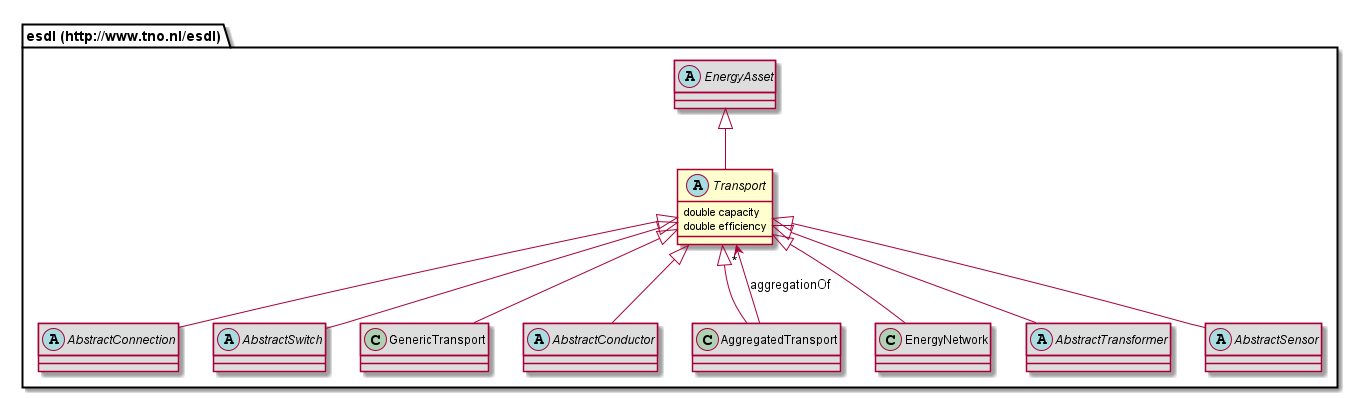 esdl (http://www.tno.nl/esdl)
A EnergyAsset
A Transport
double capacity
double efficiency
*
aggregationOf
A AbstractConnection
A AbstractSwitch
C GenericTransport
A AbstractConductor
C AggregatedTransport
C EnergyNetwork
A AbstractTransformer
A AbstractSensor